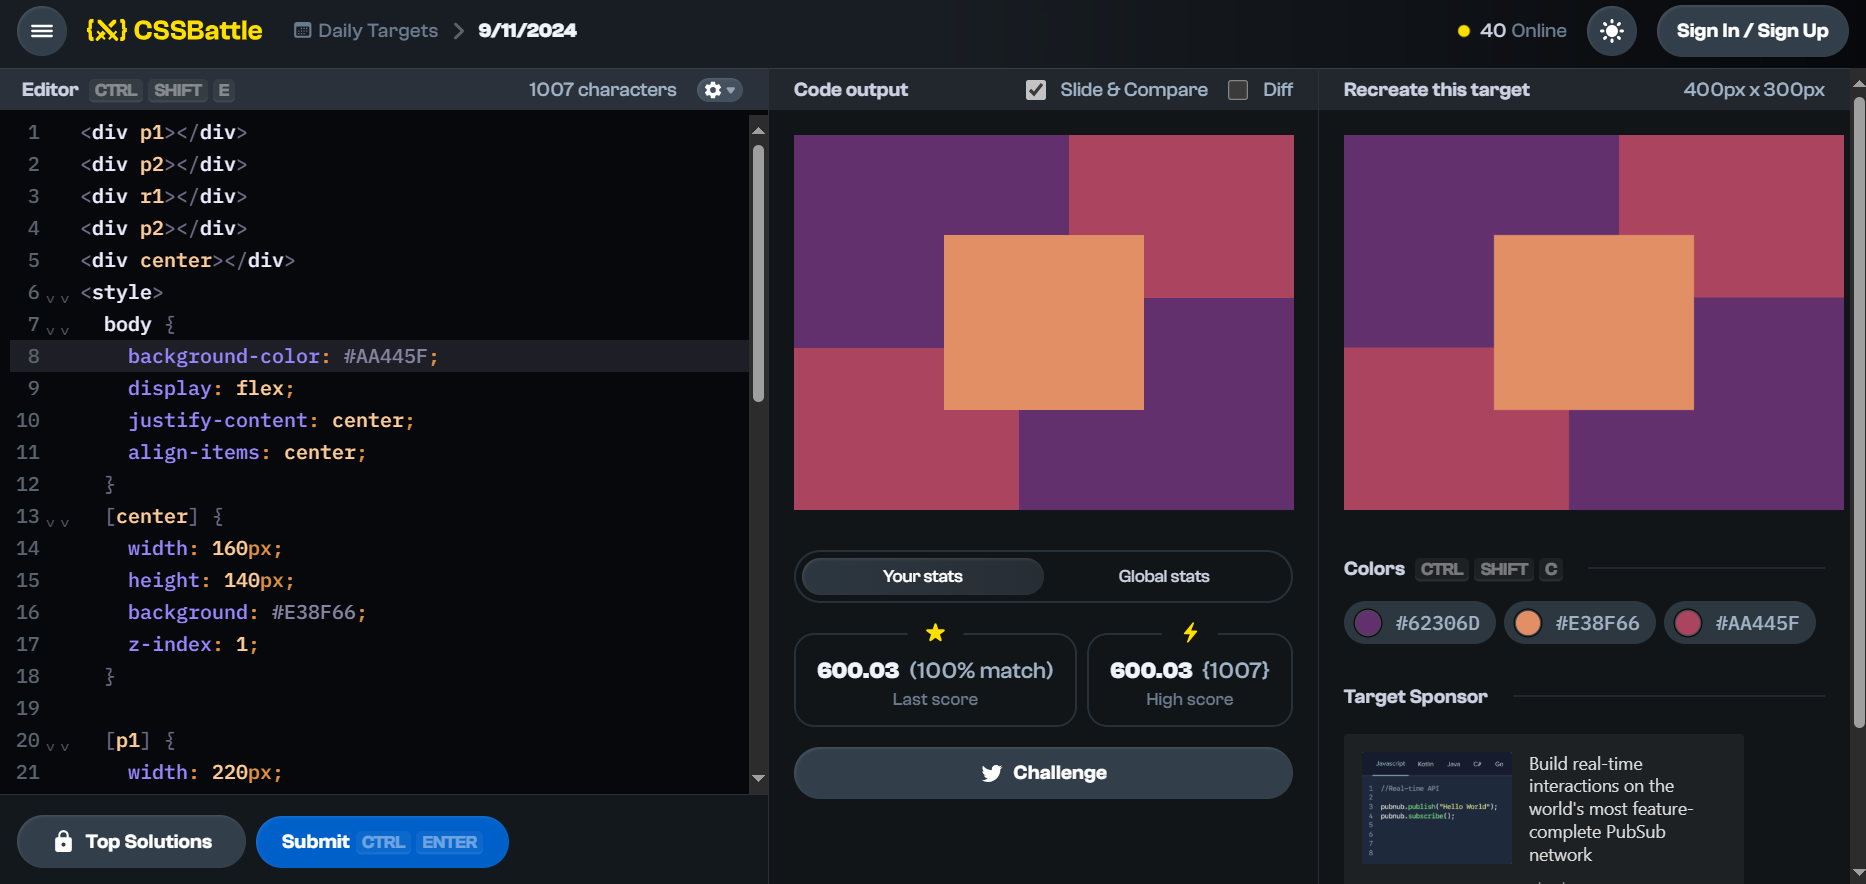 {X} CSSBattle Daily Targets > 9/11/2024 40 Online Sign In / Sign Up
Editor CTRL SHIFT E 1007 characters
1 <div p1></div>
2 <div p2></div>
3 <div r1></div>
4 <div p2></div>
5 <div center></div>
6 <style>
7 body {
8 background-color: #AA445F;
9 display: flex;
10 justify-content: center;
11 align-items: center;
12 }
13 [center] {
14 width: 160px;
15 height: 140px;
16 background: #E38F66;
17 z-index: 1;
18 }
19
20 [p1] {
21 width: 220px;
Top Solutions Submit CTRL ENTER
Code output Slide & Compare Diff
Your stats Global stats
600.03 (100% match)
Last score
600.03 {1007}
High score
Challenge
Recreate this target 400px x 300px
Colors CTRL SHIFT C
#62306D #E38F66 #AA445F
Target Sponsor
Javascript Kotlin Java C# Go
1 //Real-time API
2
3 pubnub.publish("Hello World");
4 pubnub.subscribe();
5
6
7
8
Build real-time
interactions on the
world's most feature-
complete PubSub
network